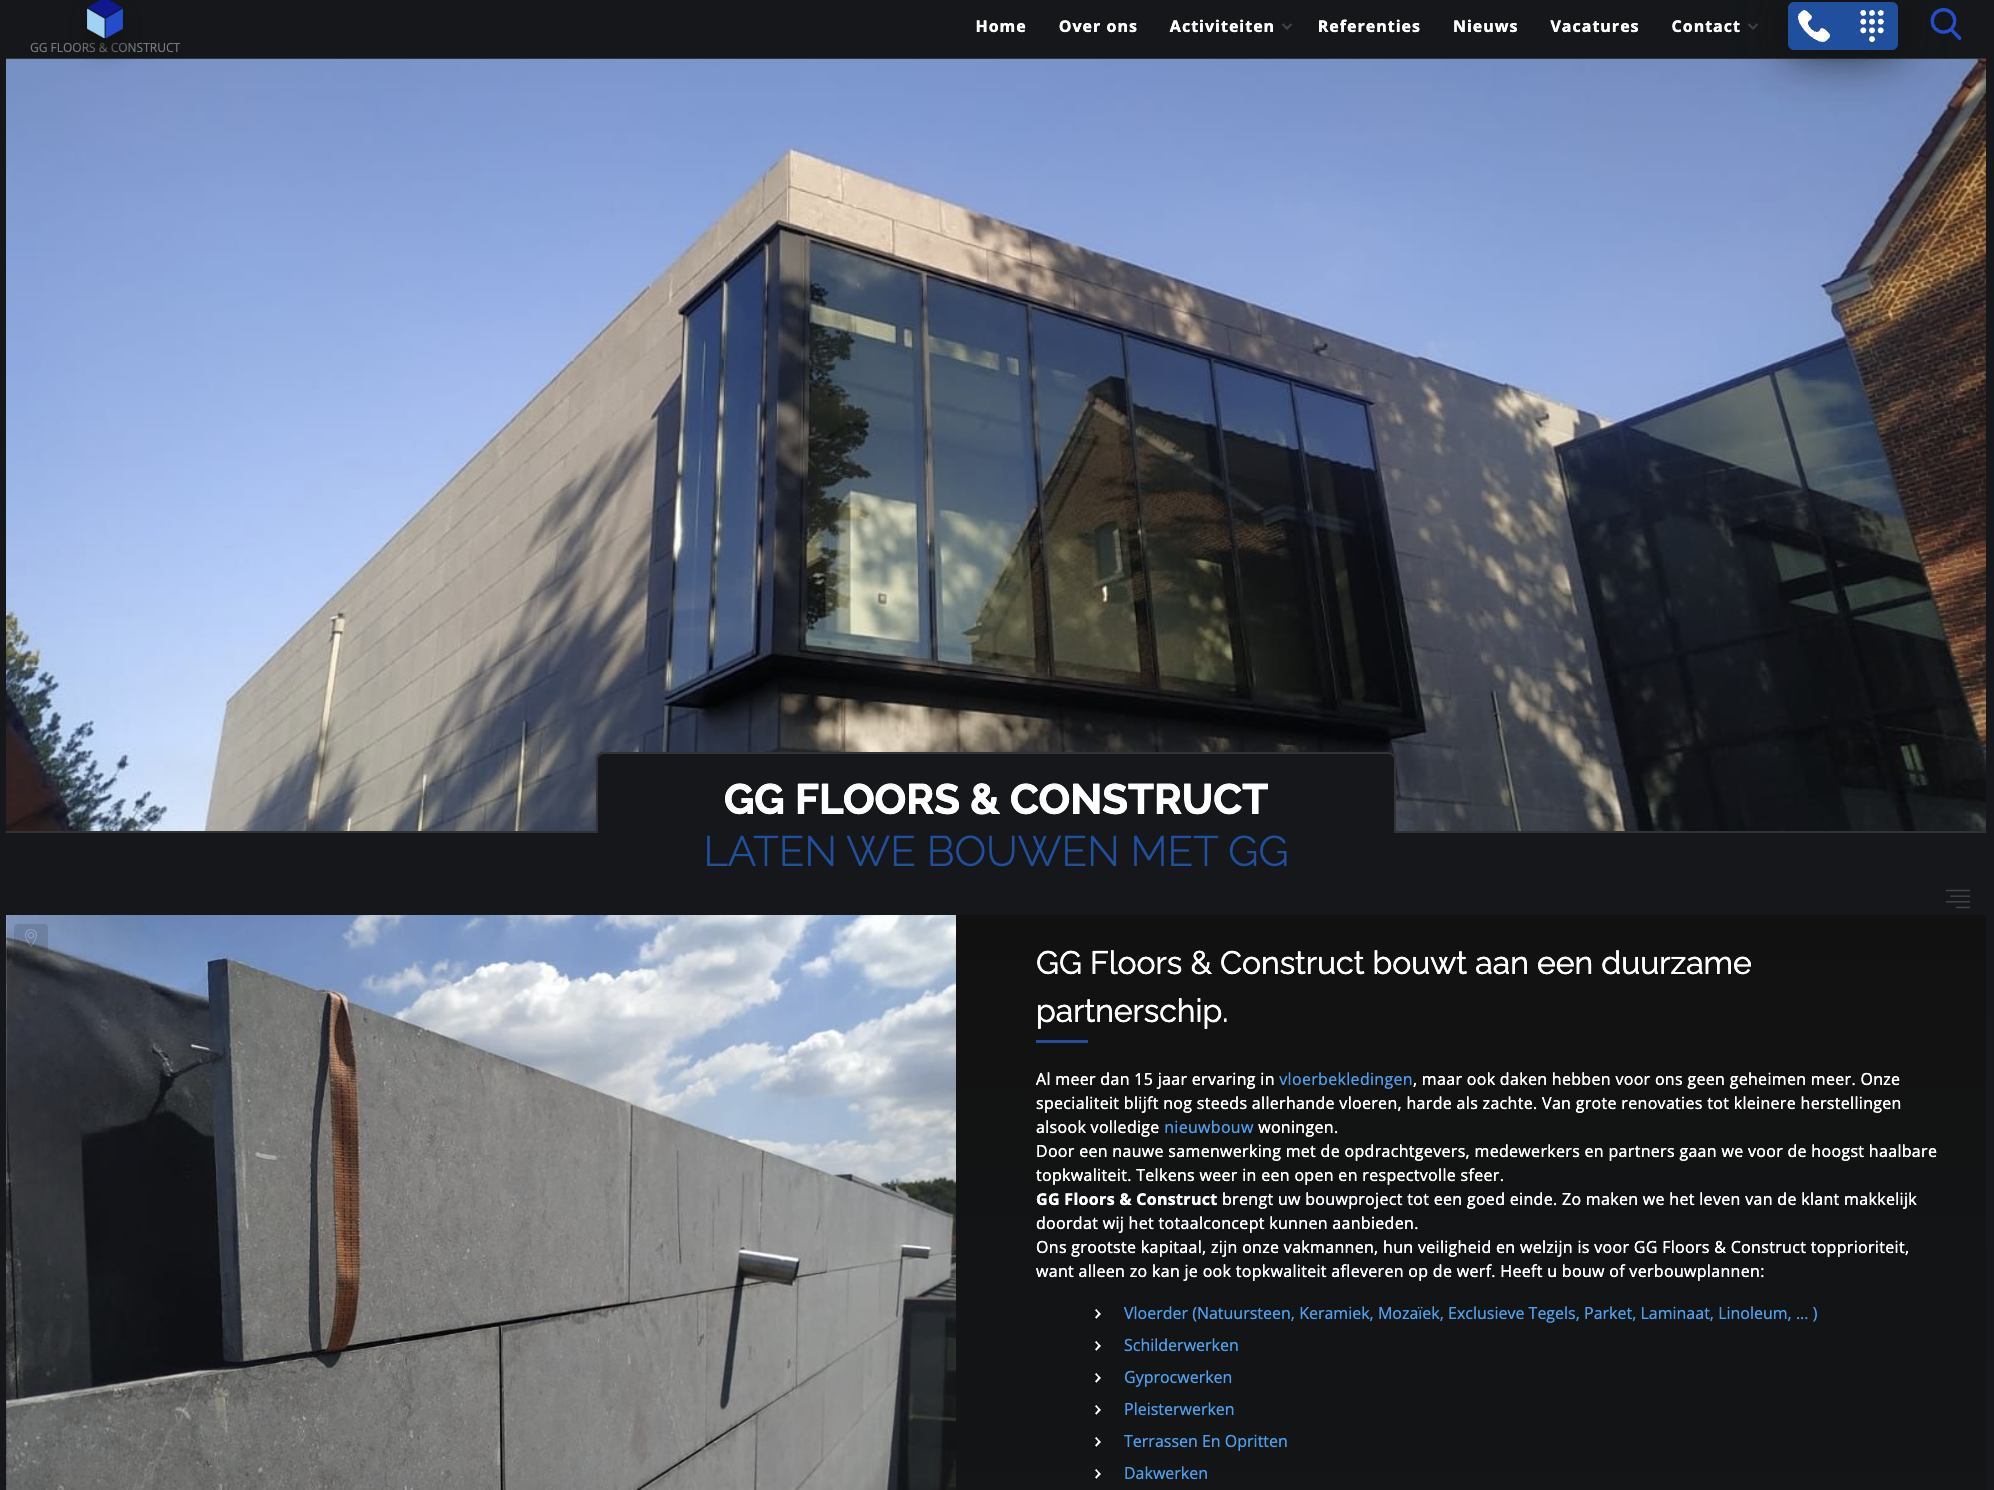 GG FLOORS & CONSTRUCT
Home Over ons Activiteiten Referenties Nieuws Vacatures Contact
GG FLOORS & CONSTRUCT
LATEN WE BOUWEN MET GG
GG Floors & Construct bouwt aan een duurzame
partnerschip.
Al meer dan 15 jaar ervaring in vloerbekledingen, maar ook daken hebben voor ons geen geheimen meer. Onze
specialiteit blijft nog steeds allerhande vloeren, harde als zachte. Van grote renovaties tot kleinere herstellingen
alsook volledige nieuwbouw woningen.
Door een nauwe samenwerking met de opdrachtgevers, medewerkers en partners gaan we voor de hoogst haalbare
topkwaliteit. Telkens weer in een open en respectvolle sfeer.
GG Floors & Construct brengt uw bouwproject tot een goed einde. Zo maken we het leven van de klant makkelijk
doordat wij het totaalconcept kunnen aanbieden.
Ons grootste kapitaal, zijn onze vakmannen, hun veiligheid en welzijn is voor GG Floors & Construct topprioriteit,
want alleen zo kan je ook topkwaliteit afleveren op de werf. Heeft u bouw of verbouwplannen:
Vloerder (Natuursteen, Keramiek, Mozaïek, Exclusieve Tegels, Parket, Laminaat, Linoleum, ... )
Schilderwerken
Gyprocwerken
Pleisterwerken
Terrassen En Opritten
Dakwerken